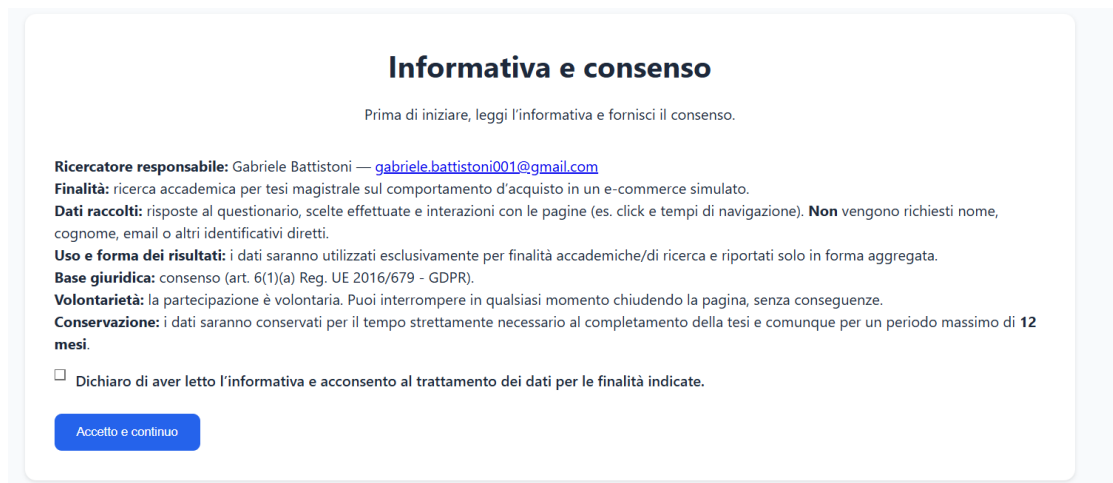 Informativa e consenso
Prima di iniziare, leggi l'informativa e fornisci il consenso.
Ricercatore responsabile: Gabriele Battistoni — gabriele.battistoni001@gmail.com
Finalità: ricerca accademica per tesi magistrale sul comportamento d'acquisto in un e-commerce simulato.
Dati raccolti: risposte al questionario, scelte effettuate e interazioni con le pagine (es. click e tempi di navigazione). Non vengono richiesti nome,
cognome, email o altri identificativi diretti.
Uso e forma dei risultati: i dati saranno utilizzati esclusivamente per finalità accademiche/di ricerca e riportati solo in forma aggregata.
Base giuridica: consenso (art. 6(1)(a) Reg. UE 2016/679 - GDPR).
Volontarietà: la partecipazione è volontaria. Puoi interrompere in qualsiasi momento chiudendo la pagina, senza conseguenze.
Conservazione: i dati saranno conservati per il tempo strettamente necessario al completamento della tesi e comunque per un periodo massimo di 12
mesi.
Dichiaro di aver letto l'informativa e acconsento al trattamento dei dati per le finalità indicate.
Accetto e continuo